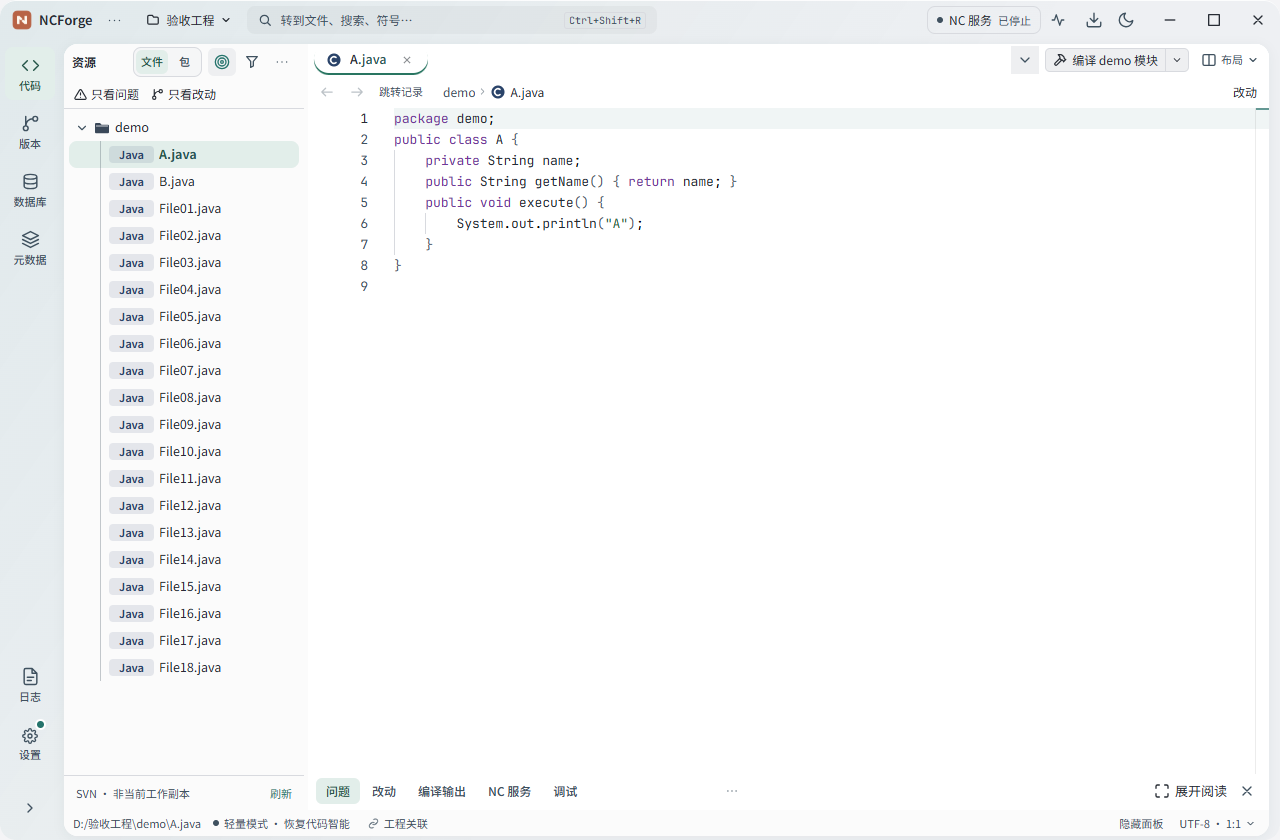 NCForge ··· 验收工程 转到文件、搜索、符号··· Ctrl+Shift+R NC 服务 已停止
代码
版本
数据库
元数据
日志
设置
资源 文件 包 ···
只看问题 只看改动
demo
Java A.java
Java B.java
Java File01.java
Java File02.java
Java File03.java
Java File04.java
Java File05.java
Java File06.java
Java File07.java
Java File08.java
Java File09.java
Java File10.java
Java File11.java
Java File12.java
Java File13.java
Java File14.java
Java File15.java
Java File16.java
Java File17.java
Java File18.java
SVN · 非当前工作副本 刷新
C A.java × 编译 demo 模块 布局
跳转记录 demo › C A.java 改动
1 package demo;
2 public class A {
3 private String name;
4 public String getName() { return name; }
5 public void execute() {
6 System.out.println("A");
7 }
8 }
9
问题 改动 编译输出 NC 服务 调试 ··· 展开阅读
D:/验收工程\demo\A.java 轻量模式 · 恢复代码智能 工程关联 隐藏面板 UTF-8 · 1:1